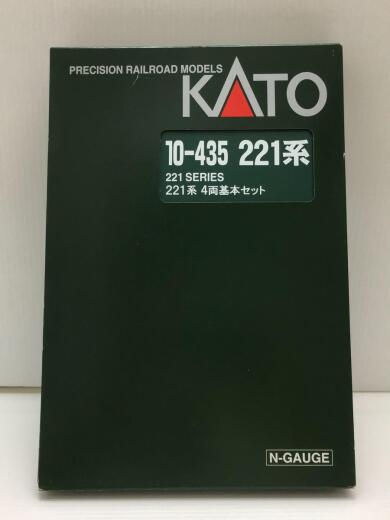 PRECISION RAILROAD MODELS
KATO
10-435 221系
221 SERIES
221系 4両基本セット
N-GAUGE